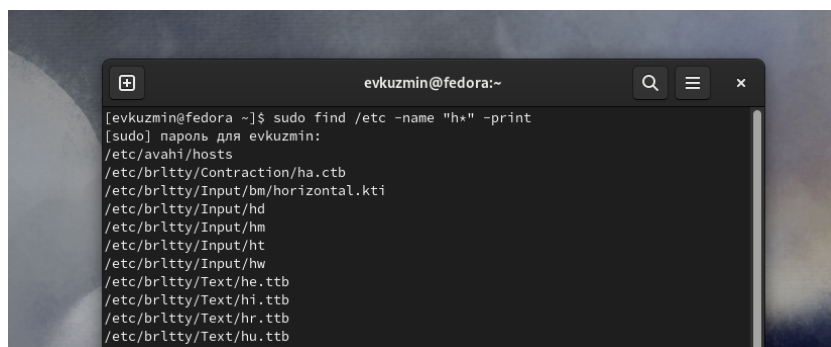 evkuzmin@fedora:~
[evkuzmin@fedora ~]$ sudo find /etc -name "h*" -print
[sudo] пароль для evkuzmin:
/etc/avahi/hosts
/etc/brltty/Contraction/ha.ctb
/etc/brltty/Input/bm/horizontal.kti
/etc/brltty/Input/hd
/etc/brltty/Input/hm
/etc/brltty/Input/ht
/etc/brltty/Input/hw
/etc/brltty/Text/he.ttb
/etc/brltty/Text/hi.ttb
/etc/brltty/Text/hr.ttb
/etc/brltty/Text/hu.ttb